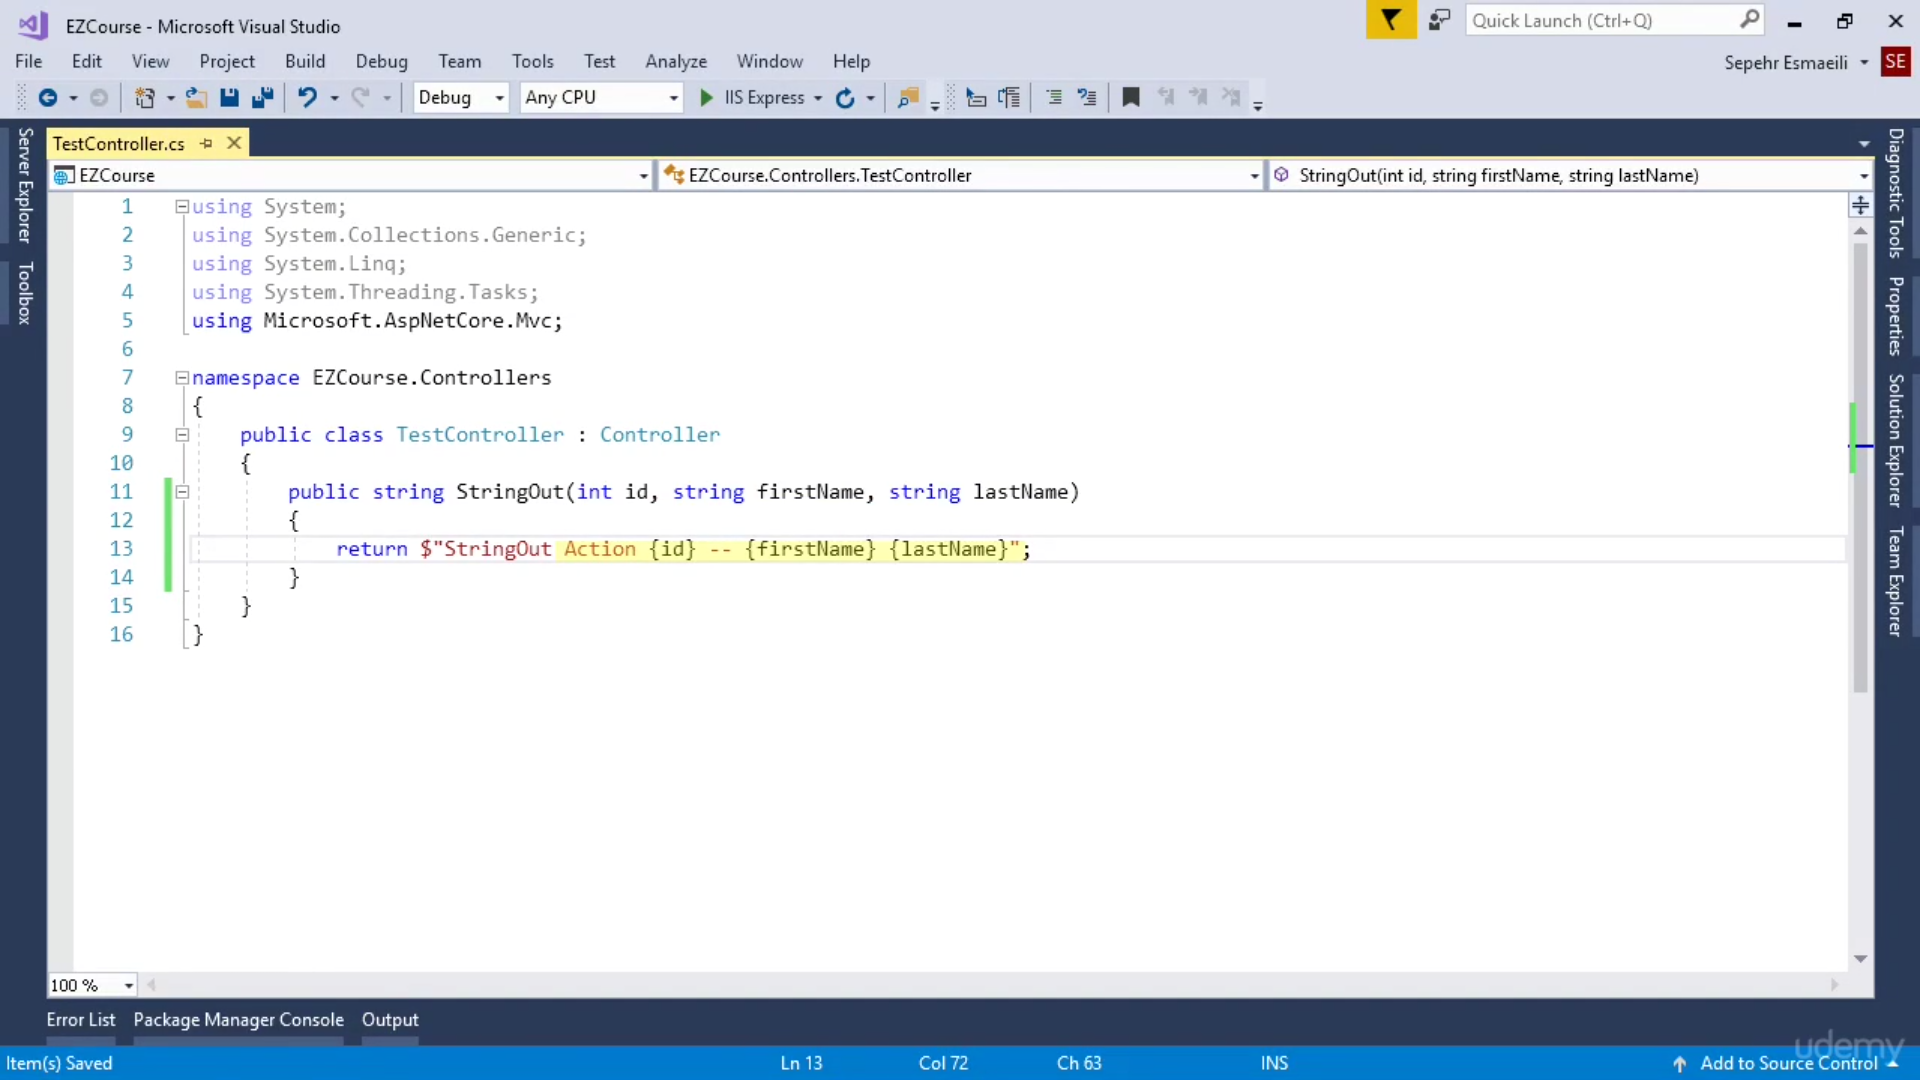 EZCourse - Microsoft Visual Studio
Quick Launch (Ctrl+Q)
File Edit View Project Build Debug Team Tools Test Analyze Window Help
Sepehr Esmaeili SE
Debug Any CPU IIS Express
TestController.cs
EZCourse EZCourse.Controllers.TestController StringOut(int id, string firstName, string lastName)
Server Explorer
Toolbox
1 using System;
2 using System.Collections.Generic;
3 using System.Linq;
4 using System.Threading.Tasks;
5 using Microsoft.AspNetCore.Mvc;
6
7 namespace EZCourse.Controllers
8 {
9 public class TestController : Controller
10 {
11 public string StringOut(int id, string firstName, string lastName)
12 {
13 return $"StringOut Action {id} -- {firstName} {lastName}";
14 }
15 }
16 }
Diagnostic Tools
Properties
Solution Explorer
Team Explorer
100 %
Error List Package Manager Console Output
Item(s) Saved Ln 13 Col 72 Ch 63 INS Add to Source Control
udemy